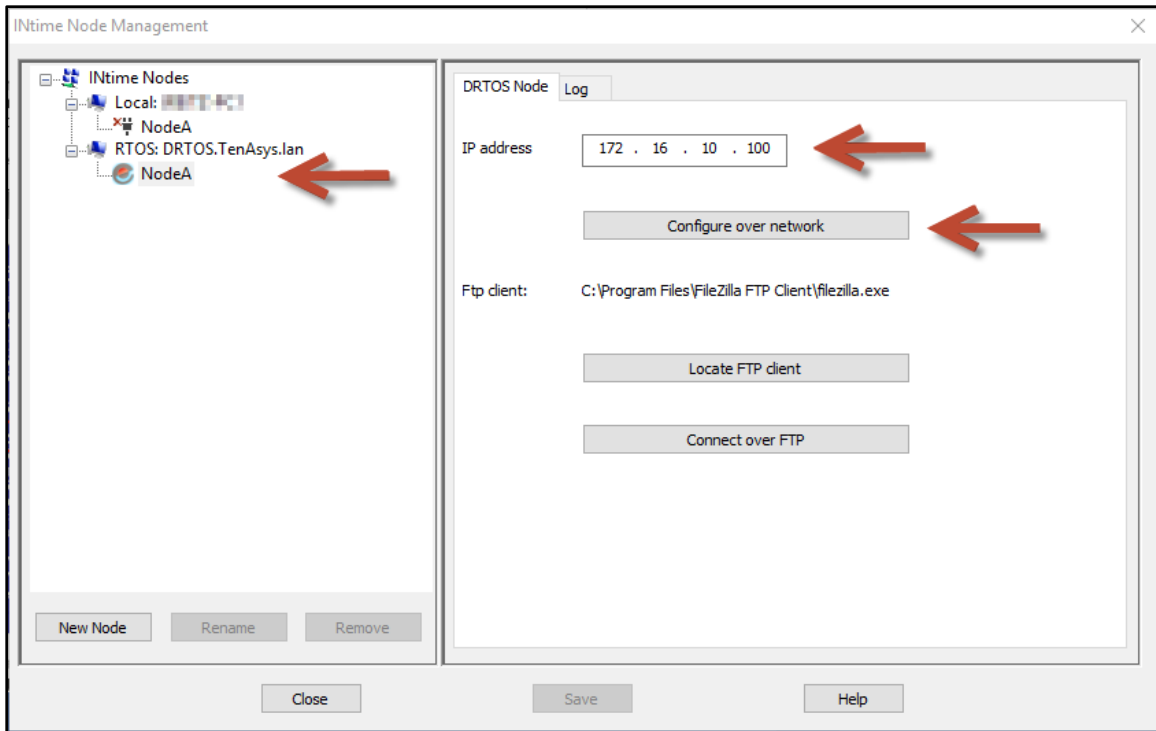 INtime Node Management
INtime Nodes
Local:
NodeA
RTOS: DRTOS.TenAsys.lan
NodeA
New Node
Rename
Remove
DRTOS Node
Log
IP address
172 . 16 . 10 . 100
Configure over network
Ftp client:
C:\Program Files\FileZilla FTP Client\filezilla.exe
Locate FTP client
Connect over FTP
Close
Save
Help